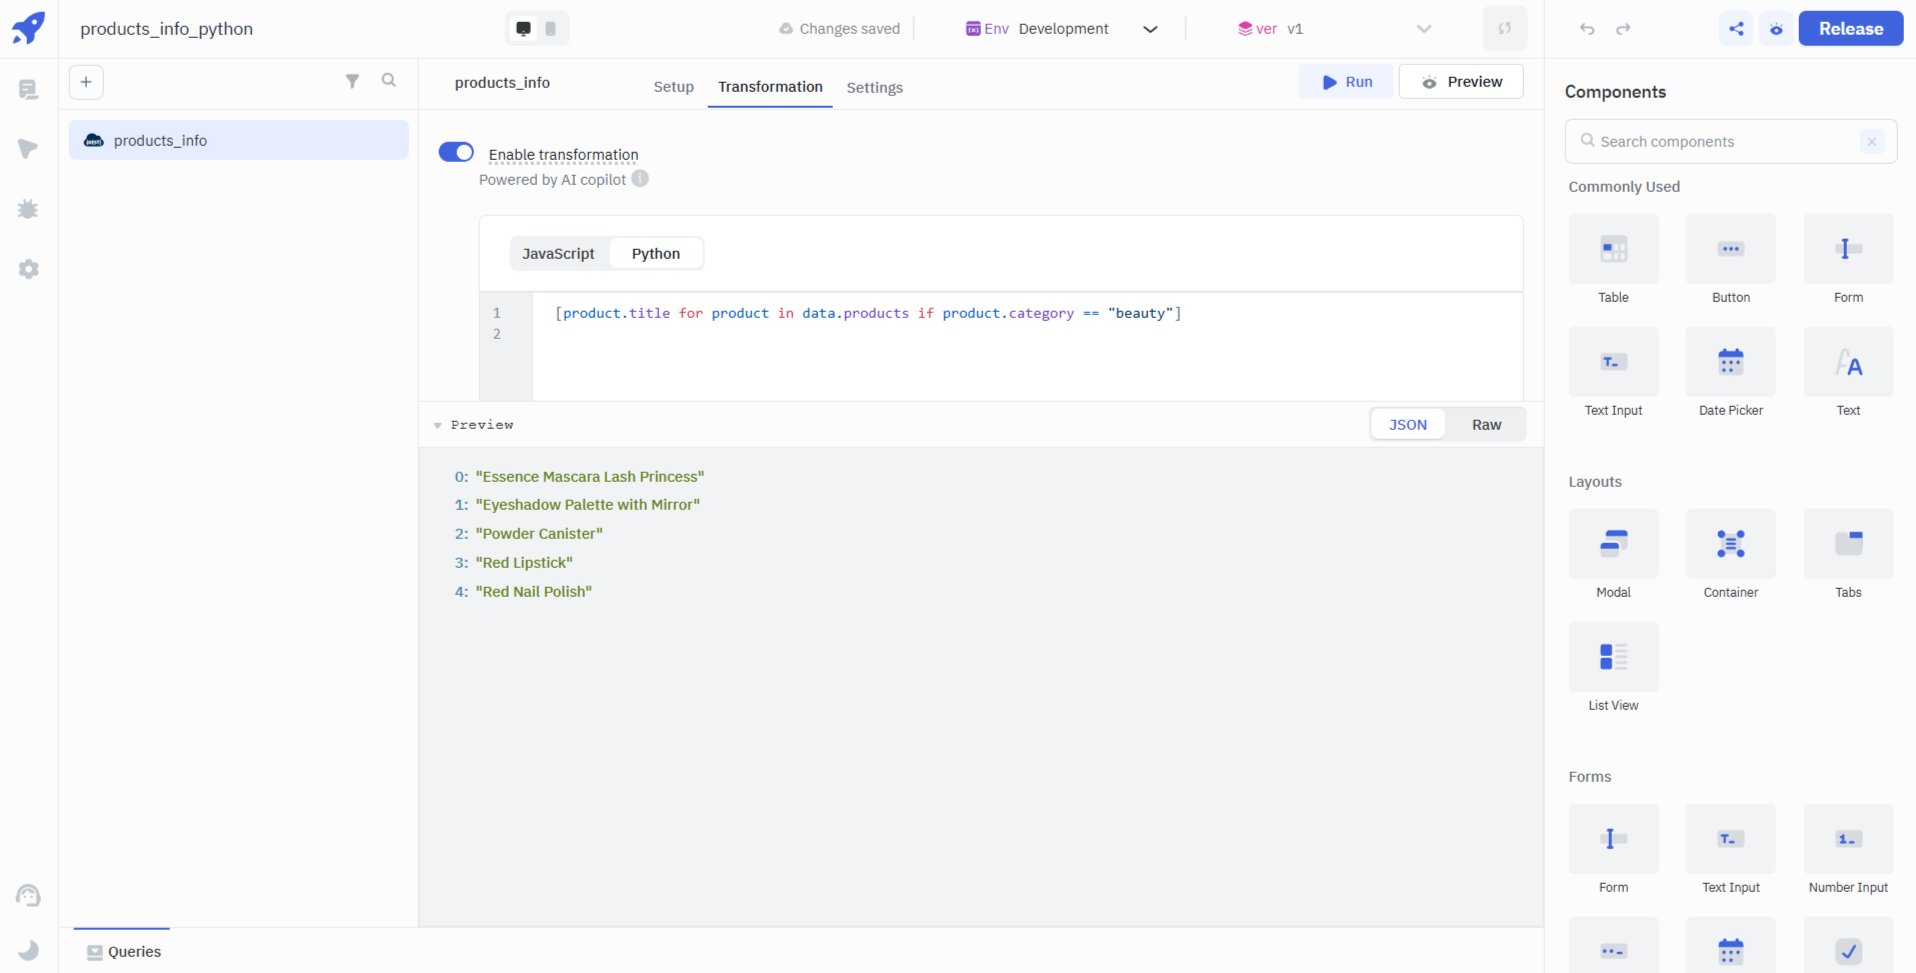 products_info_python
Changes saved
Env Development
ver v1
Release
products_info
products_info
Setup
Transformation
Settings
Run
Preview
Enable transformation
Powered by AI copilot
JavaScript
Python
1 [product.title for product in data.products if product.category == "beauty"]
2
Preview
JSON
Raw
0: "Essence Mascara Lash Princess"
1: "Eyeshadow Palette with Mirror"
2: "Powder Canister"
3: "Red Lipstick"
4: "Red Nail Polish"
Queries
Components
Search components
Commonly Used
Table
Button
Form
Text Input
Date Picker
Text
Layouts
Modal
Container
Tabs
List View
Forms
Form
Text Input
Number Input